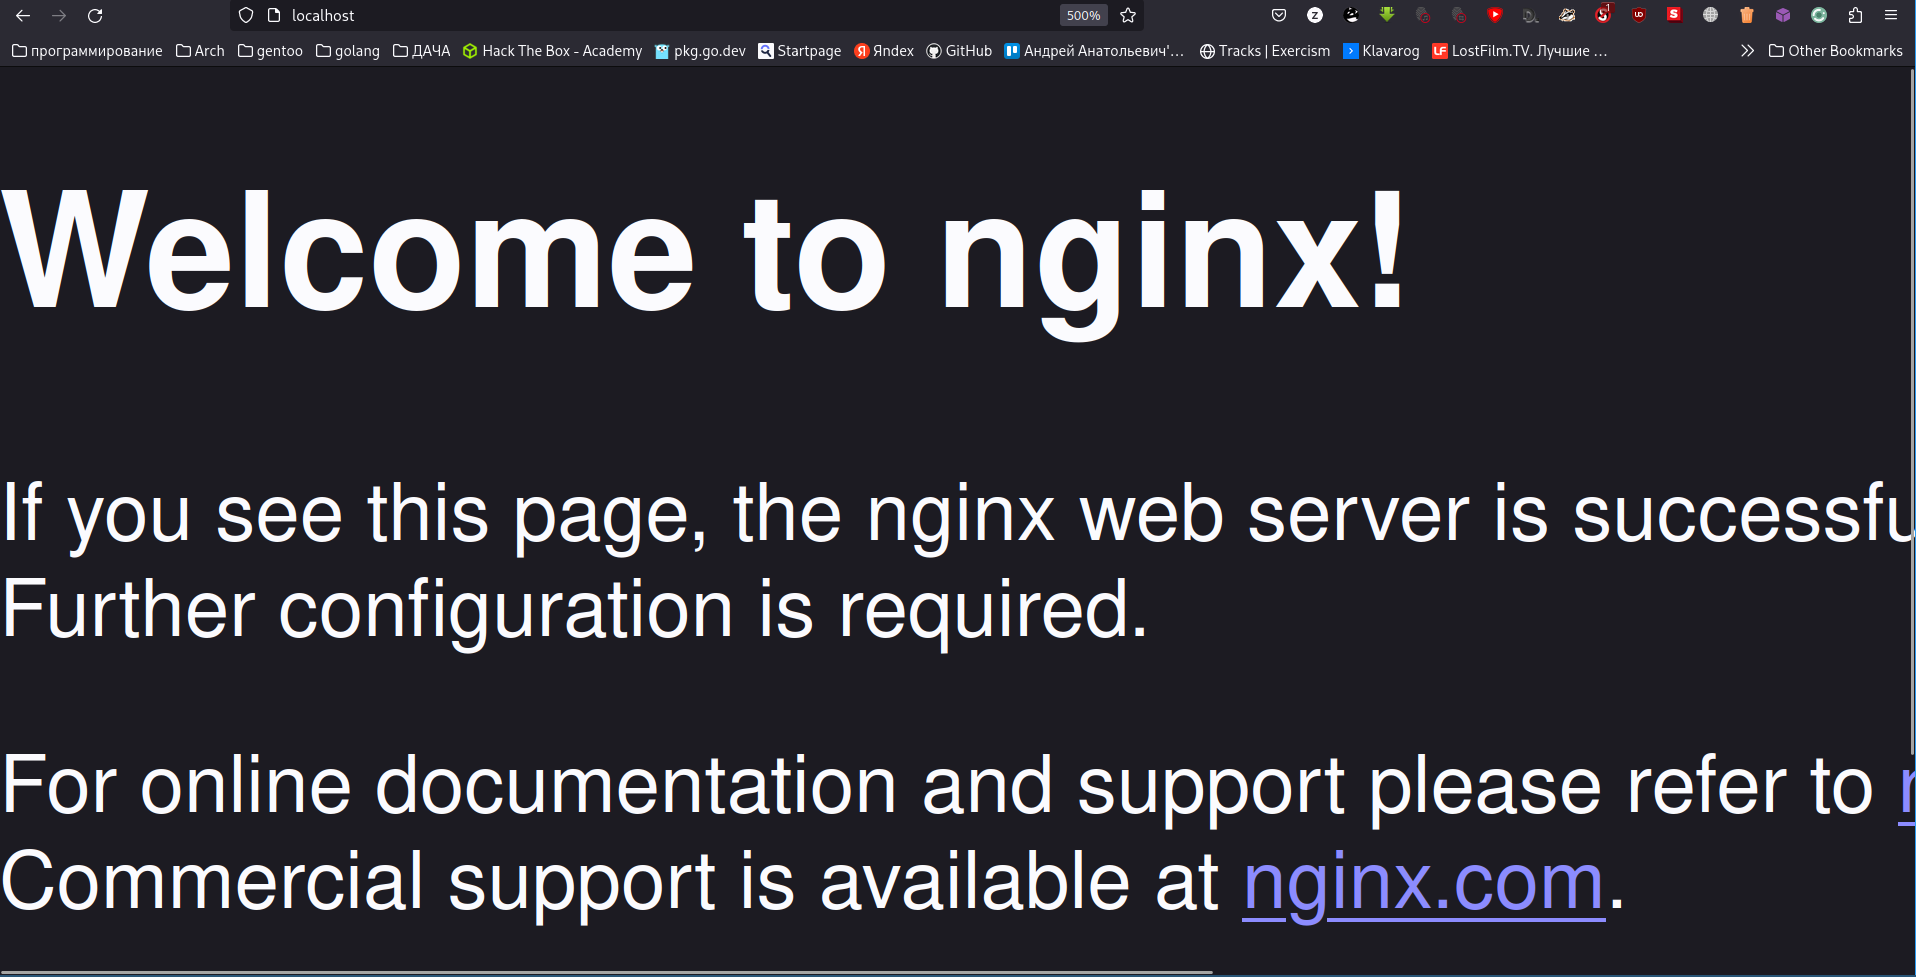 localhost
500%
программирование Arch gentoo golang ДАЧА Hack The Box - Academy pkg.go.dev Startpage Яndex GitHub Андрей Анатольевич'... Tracks | Exercism Klavarog LostFilm.TV. Лучшие ... Other Bookmarks
Welcome to nginx!
If you see this page, the nginx web server is successfu
Further configuration is required.
For online documentation and support please refer to
Commercial support is available at nginx.com.